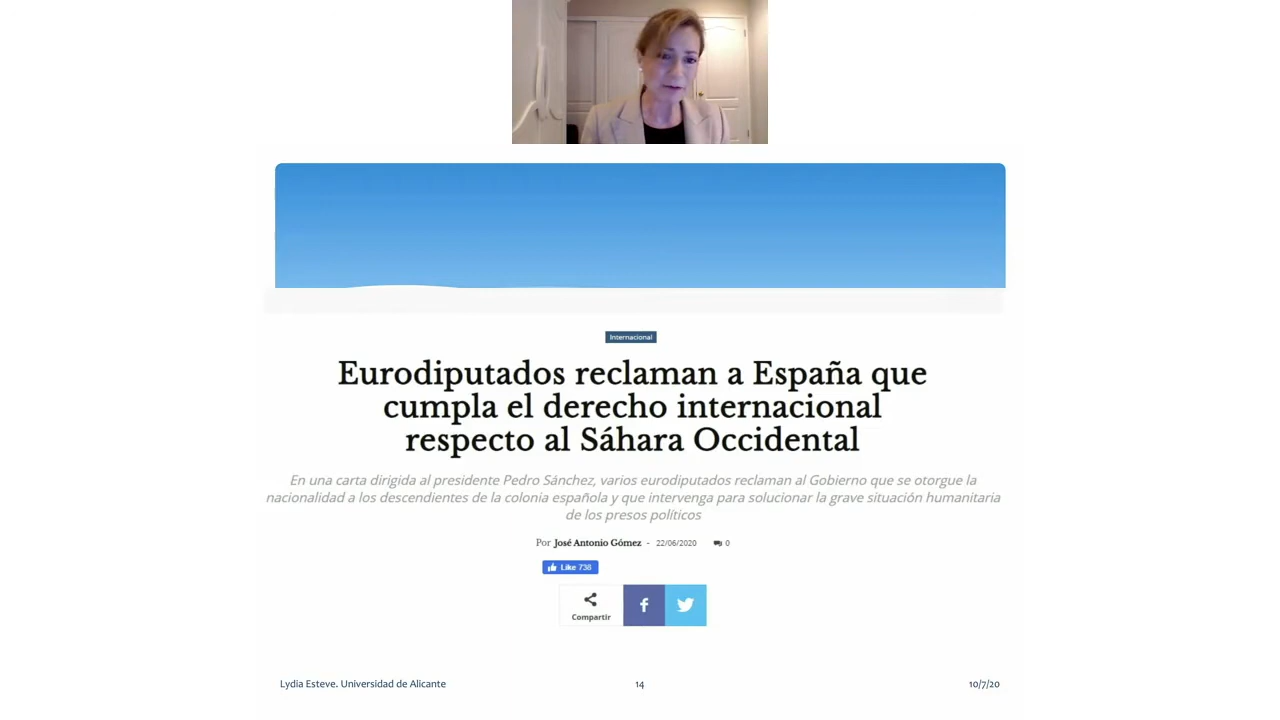 Internacional
Eurodiputados reclaman a España que
cumpla el derecho internacional
respecto al Sáhara Occidental
En una carta dirigida al presidente Pedro Sánchez, varios eurodiputados reclaman al Gobierno que se otorgue la
nacionalidad a los descendientes de la colonia española y que intervenga para solucionar la grave situación humanitaria
de los presos políticos
Por José Antonio Gómez - 22/06/2020 0
Like 738
Compartir
Lydia Esteve. Universidad de Alicante 14 10/7/20